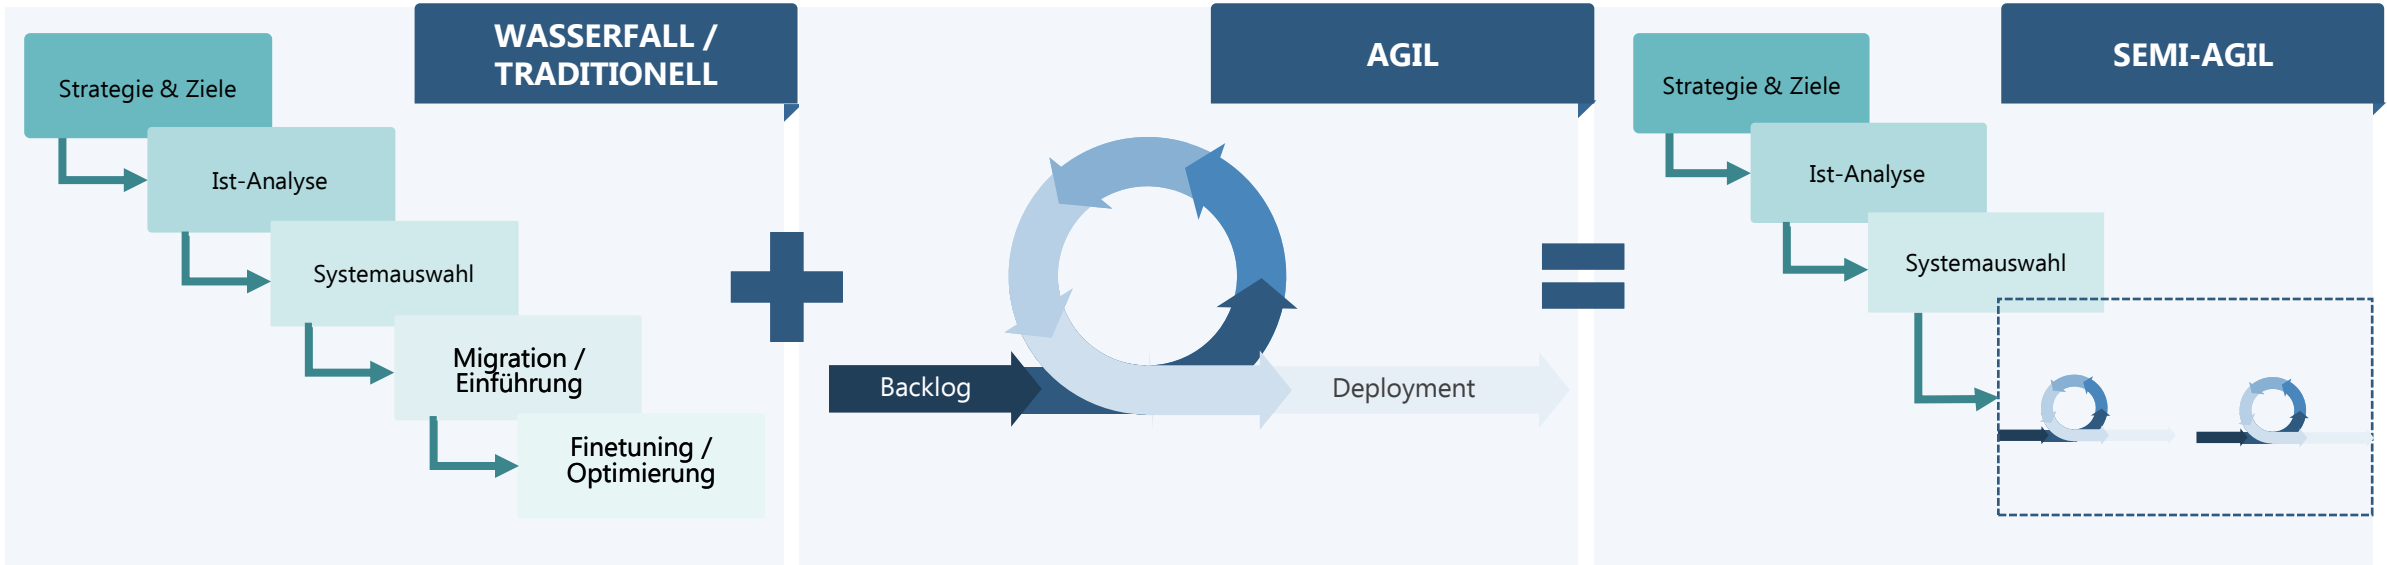 WASSERFALL /
TRADITIONELL
Strategie & Ziele
Ist-Analyse
Systemauswahl
Migration /
Einführung
Finetuning /
Optimierung
AGIL
Backlog
Deployment
SEMI-AGIL
Strategie & Ziele
Ist-Analyse
Systemauswahl